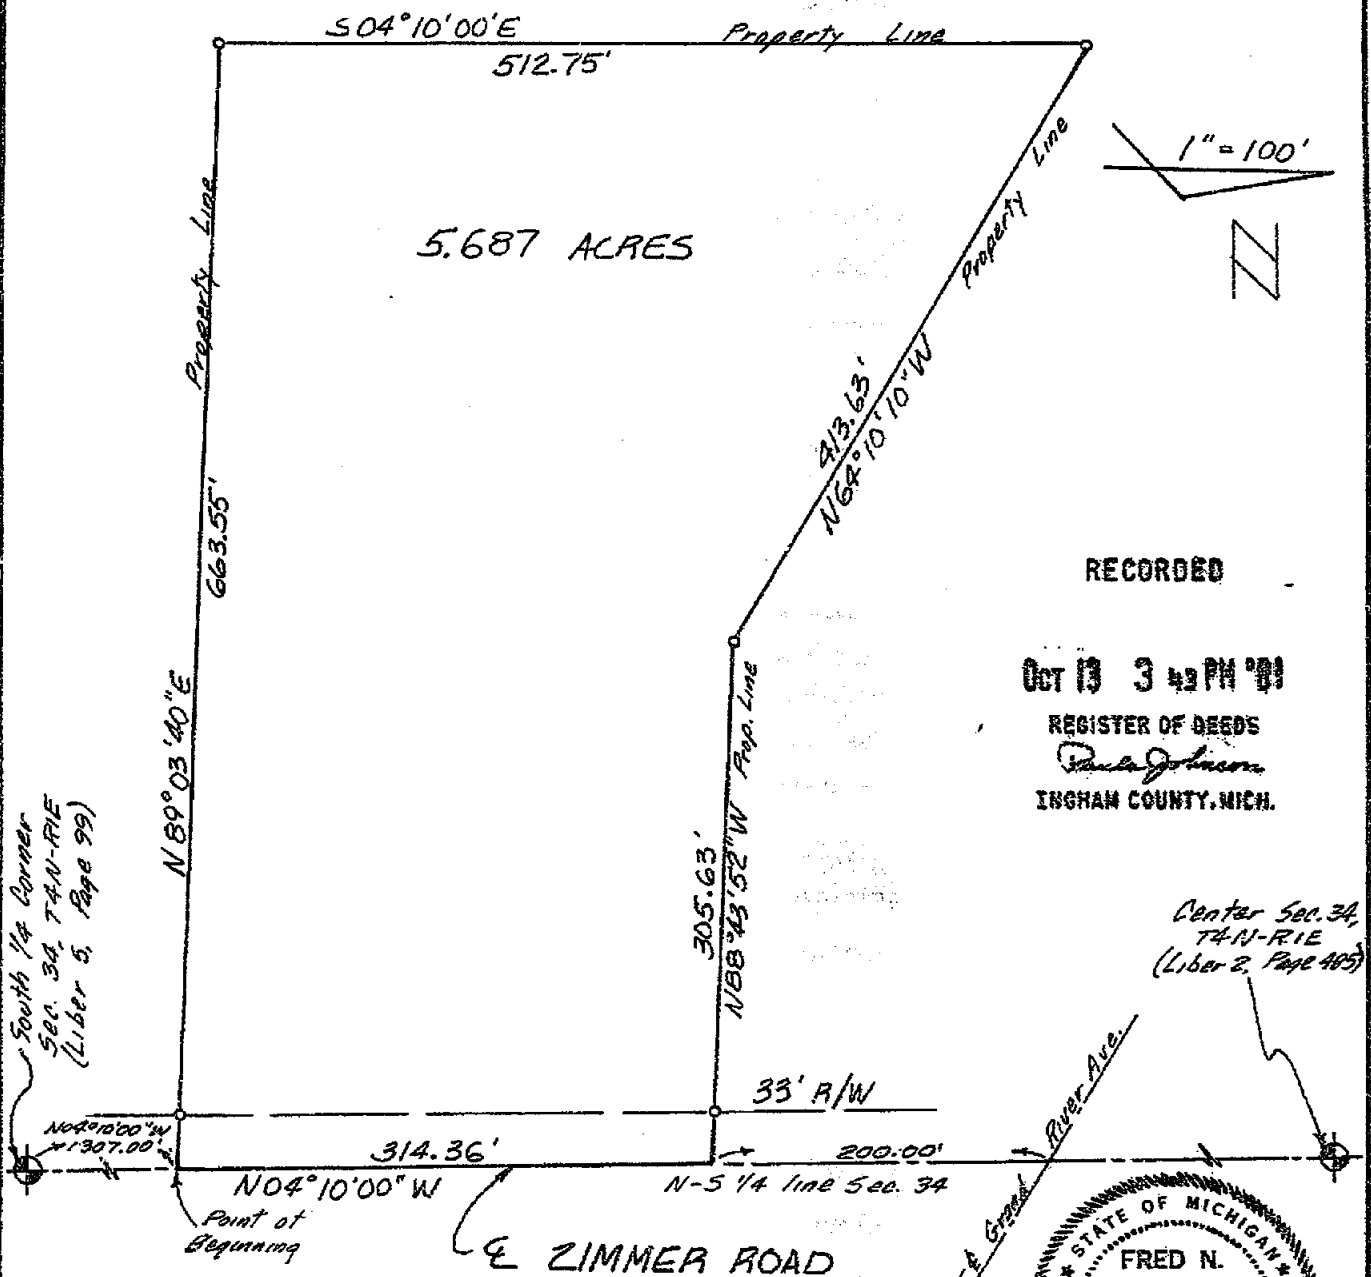 S04°10'00"E
Property Line
512.75'
1" = 100'
N
5.687 ACRES
Property Line
Property Line
663.55'
N 89°03'40"E
413.63'
N64°10'10"W
RECORDED
OCT 13 3 43 PM '81
REGISTER OF DEEDS
Paula Johnson
INGHAM COUNTY, MICH.
Prop. Line
305.63'
N88°43'52"W
South 1/4 Corner
Sec. 34, T4N-R1E
(Liber 5, Page 99)
Center Sec. 34,
T4N-R1E
(Liber 2, Page 405)
33' R/W
N04°10'00"W
1307.00'
314.36'
200.00'
N04°10'00"W
N-S 1/4 line Sec. 34
Grand River Ave.
Point of
Beginning
℄ ZIMMER ROAD
STATE OF MICHIGAN
FRED N.